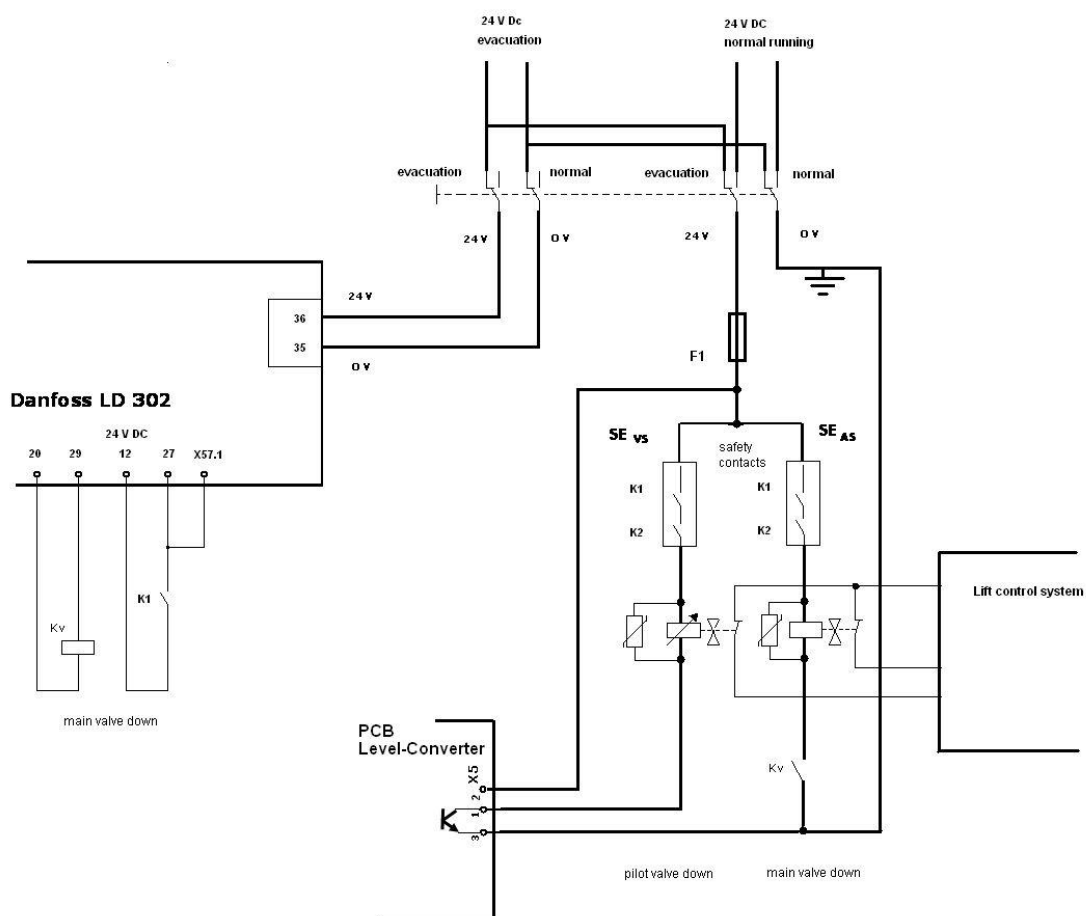 24 V Dc
evacuation
24 V DC
normal running
evacuation
normal
evacuation
normal
24 V
0 V
24 V
0 V
24 V
36
35
0 V
F1
Danfoss LD 302
24 V DC
20
29
12
27
X57.1
SE VS
SE AS
safety
contacts
K1
K1
K2
K2
K1
Kv
Lift control system
main valve down
PCB
Level-Converter
X5
2
1
3
Kv
pilot valve down
main valve down